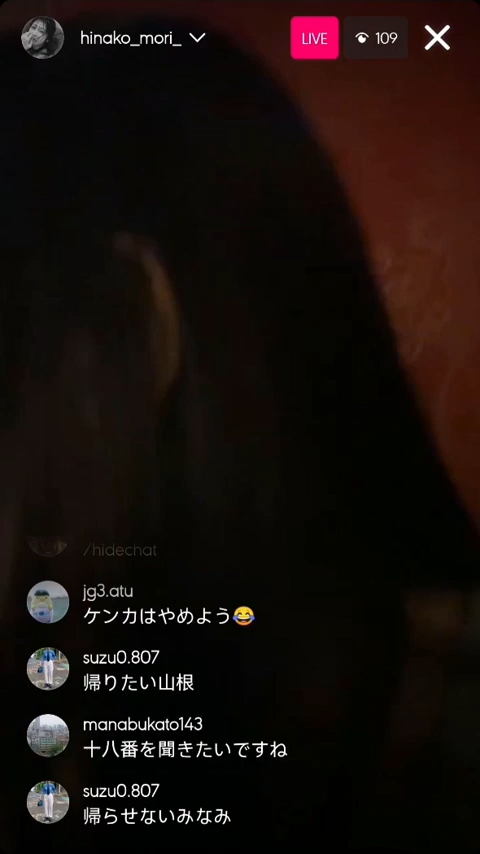 hinako_mori_
LIVE
109
/hidechat
jg3.atu
ケンカはやめよう😂
suzu0.807
帰りたい山根
manabukato143
十八番を聞きたいですね
suzu0.807
帰らせないみなみ